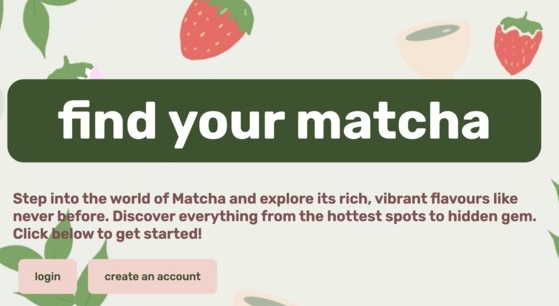 find your matcha
Step into the world of Matcha and explore its rich, vibrant flavours like
never before. Discover everything from the hottest spots to hidden gem.
Click below to get started!
login
create an account